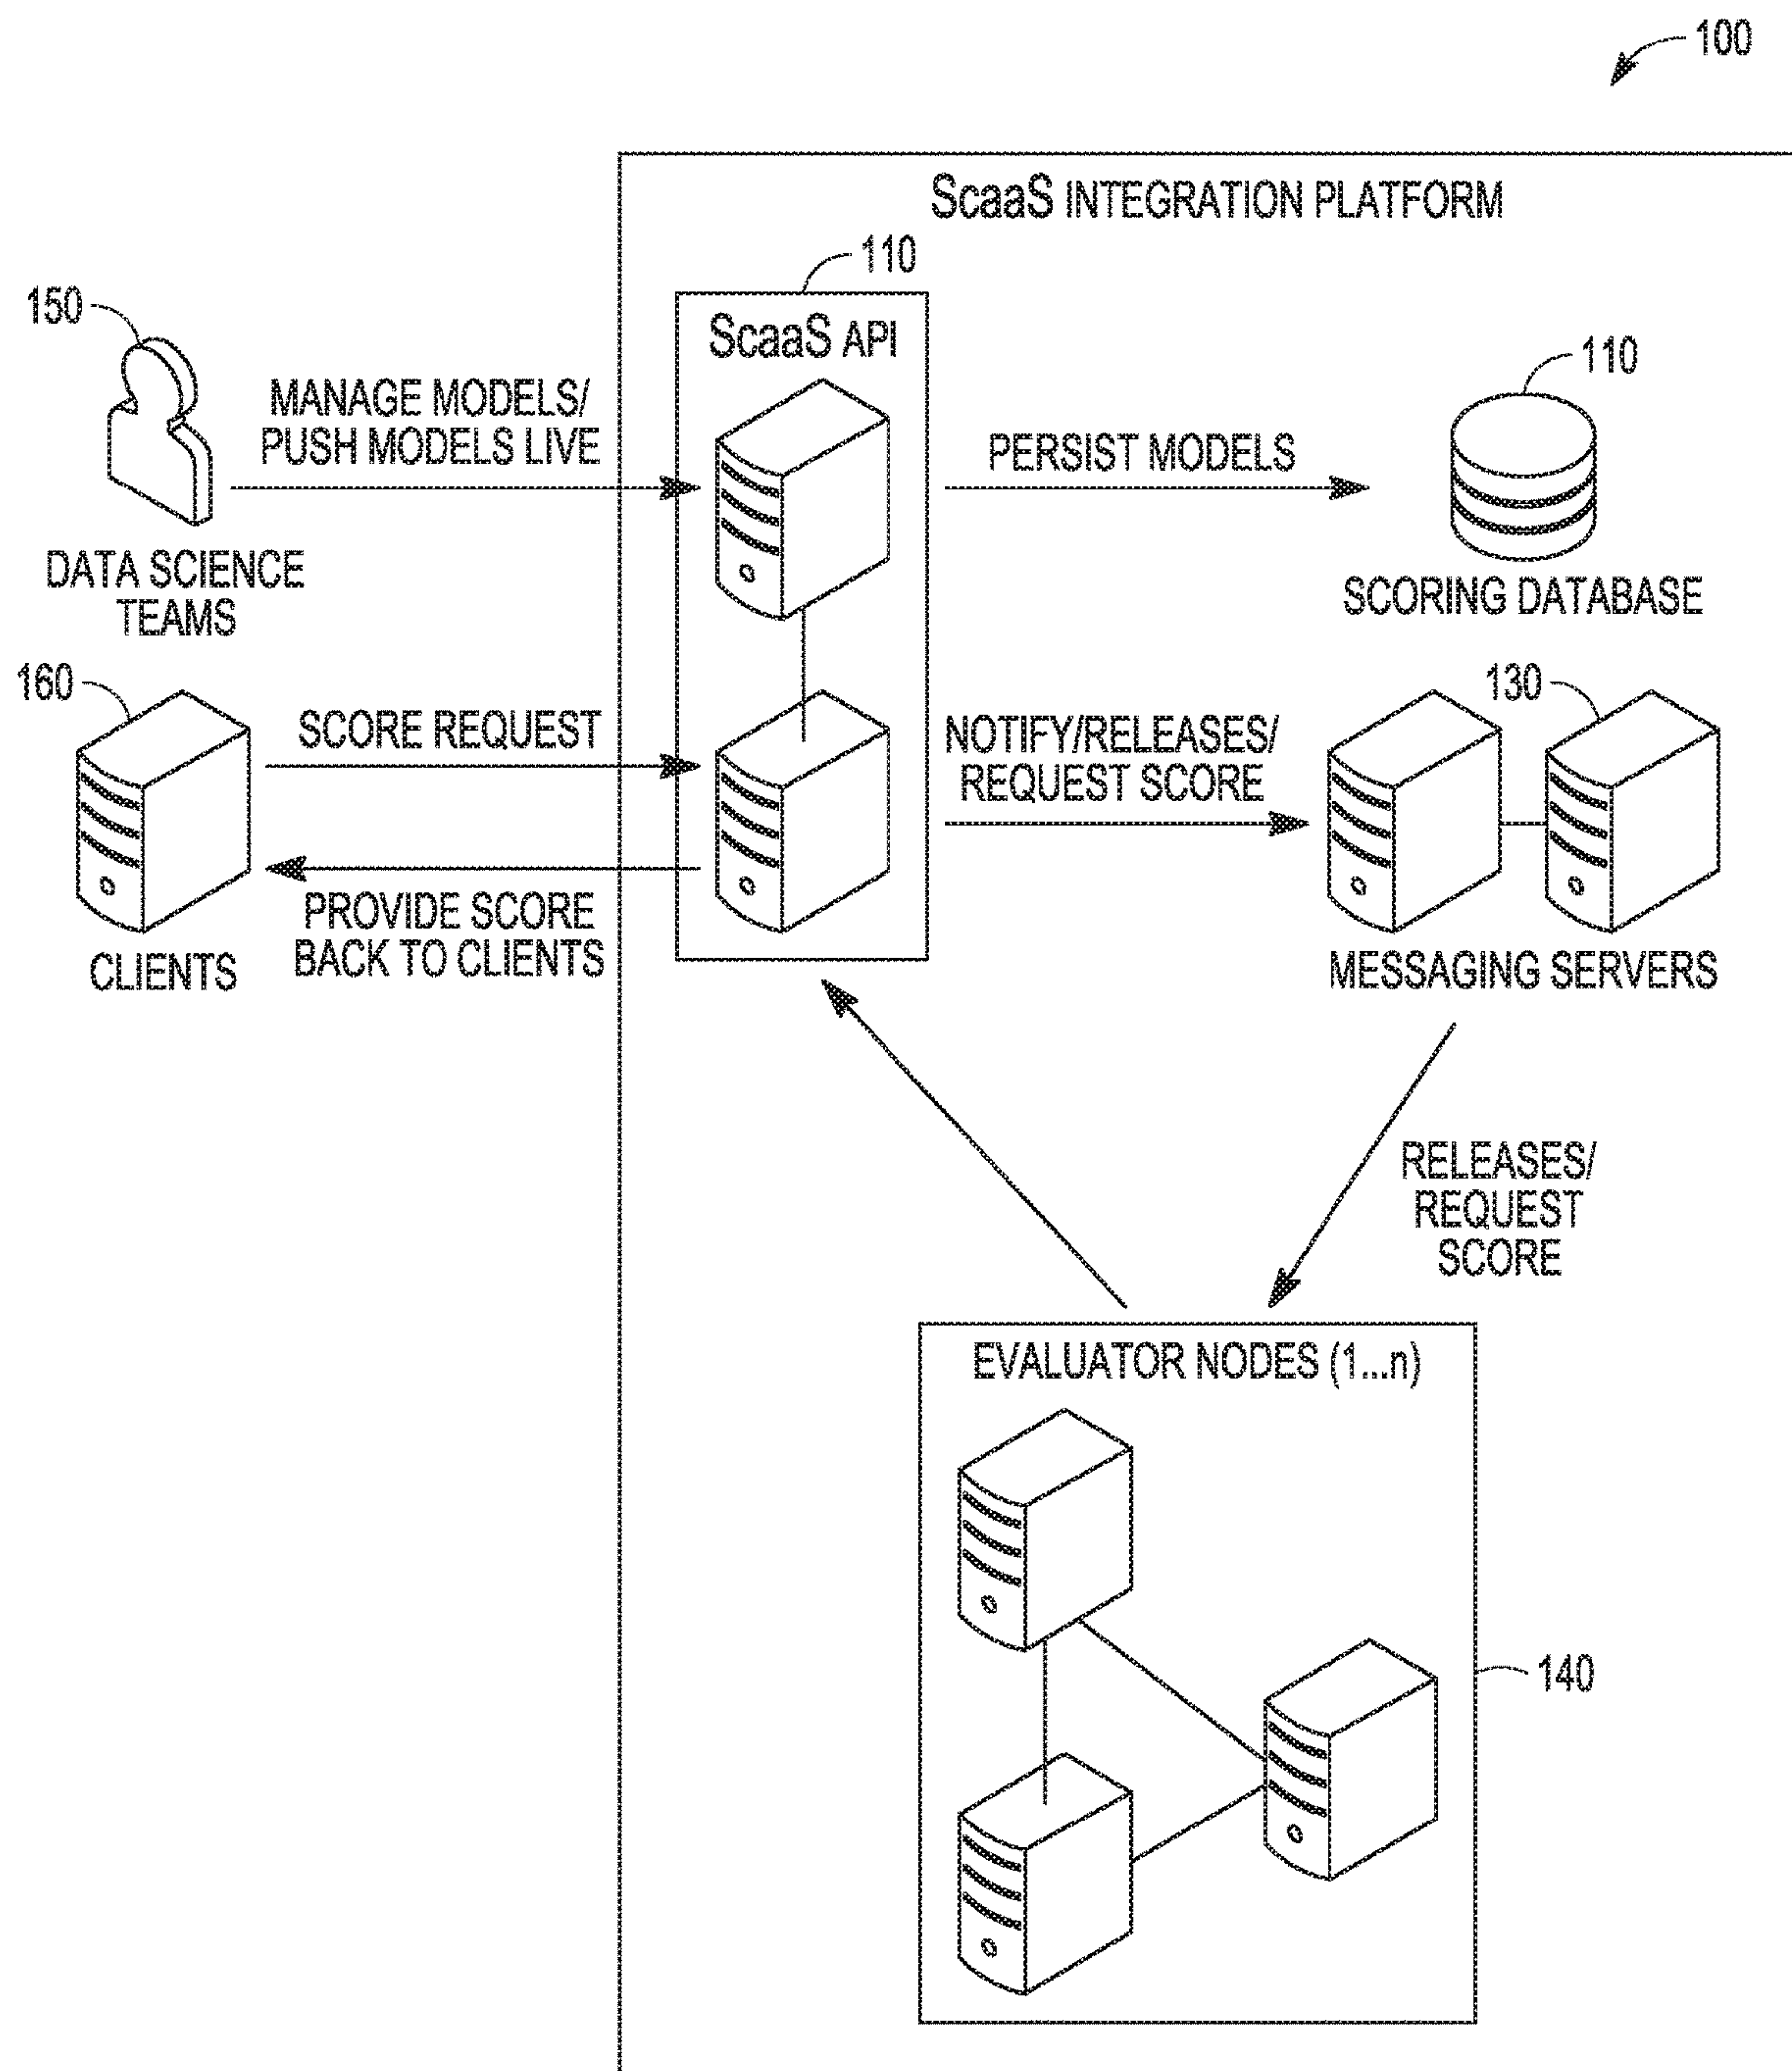 100
ScaaS INTEGRATION PLATFORM
110
ScaaS API
150
MANAGE MODELS/
PUSH MODELS LIVE
DATA SCIENCE
TEAMS
PERSIST MODELS
110
SCORING DATABASE
160
SCORE REQUEST
CLIENTS
PROVIDE SCORE
BACK TO CLIENTS
NOTIFY/RELEASES/
REQUEST SCORE
130
MESSAGING SERVERS
RELEASES/
REQUEST
SCORE
EVALUATOR NODES (1...n)
140